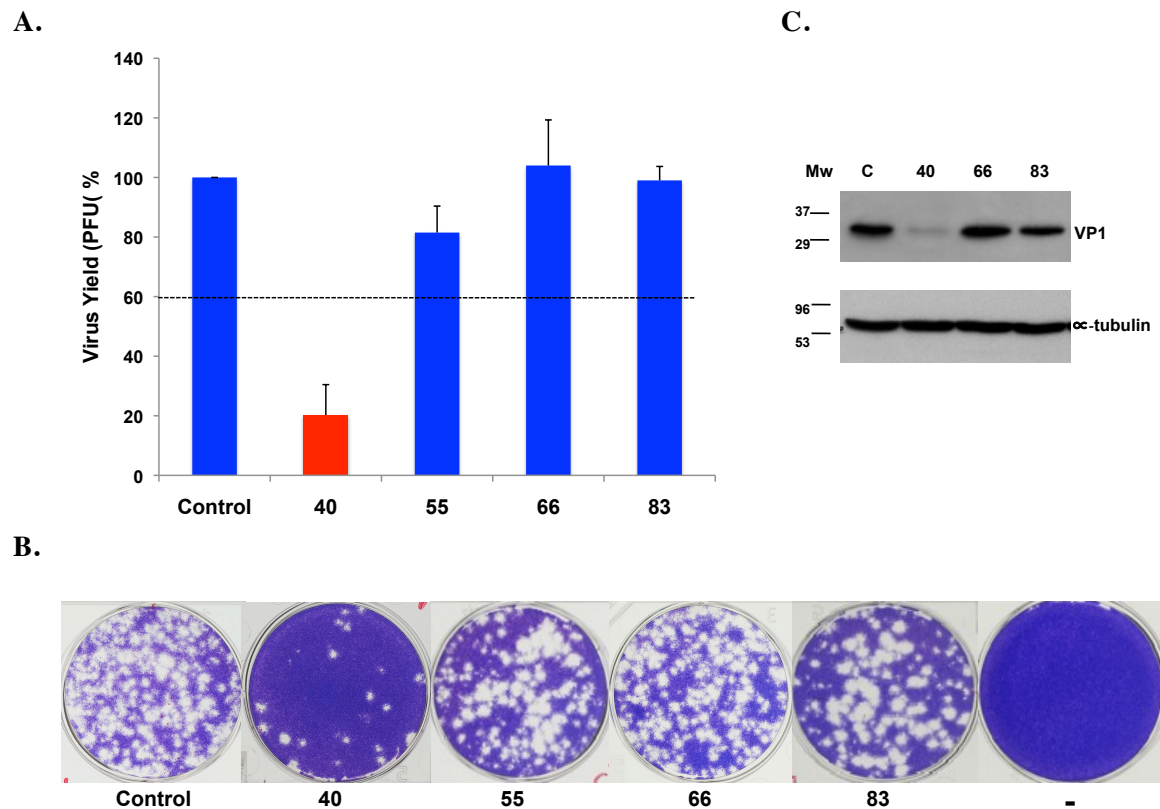 A.
140
120
100
80
60
40
20
0
Virus Yield (PFU( %
Control 40 55 66 83
C.
Mw C 40 66 83
37
29
VP1
96
53
∝-tubulin
B.
Control 40 55 66 83 -